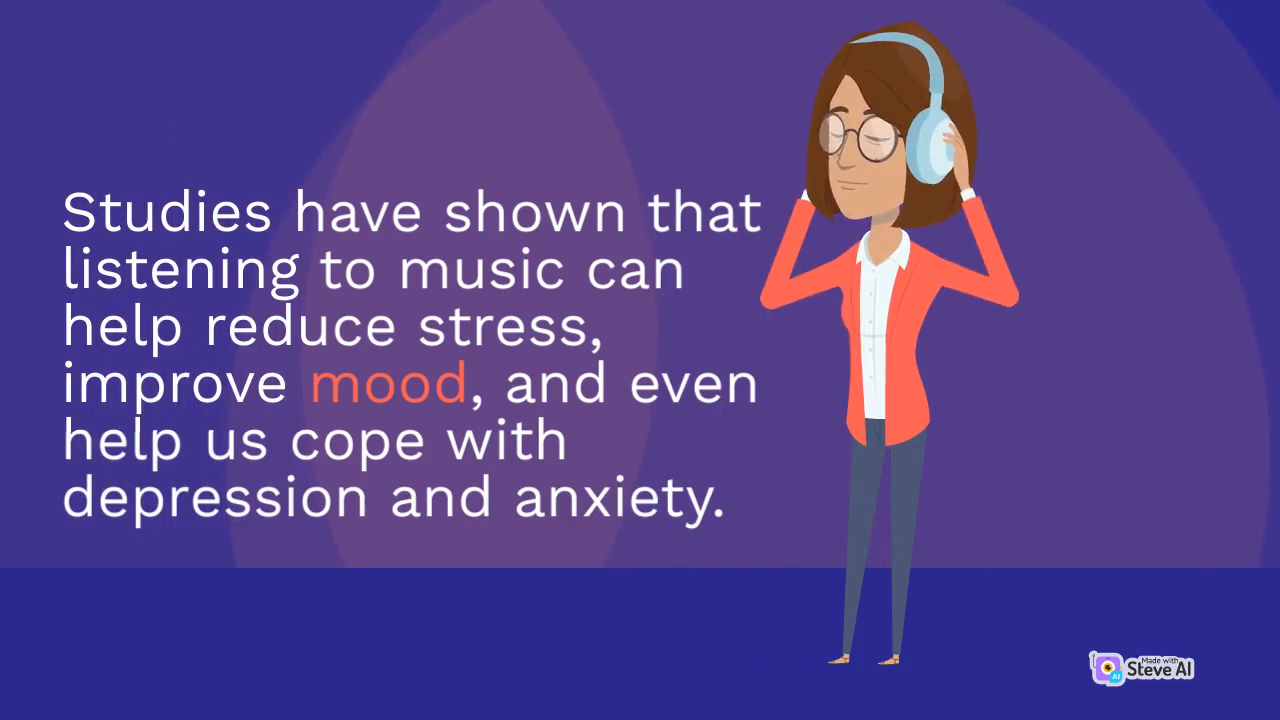 Studies have shown that
listening to music can
help reduce stress,
improve mood, and even
help us cope with
depression and anxiety.
Made with
Steve AI
AI